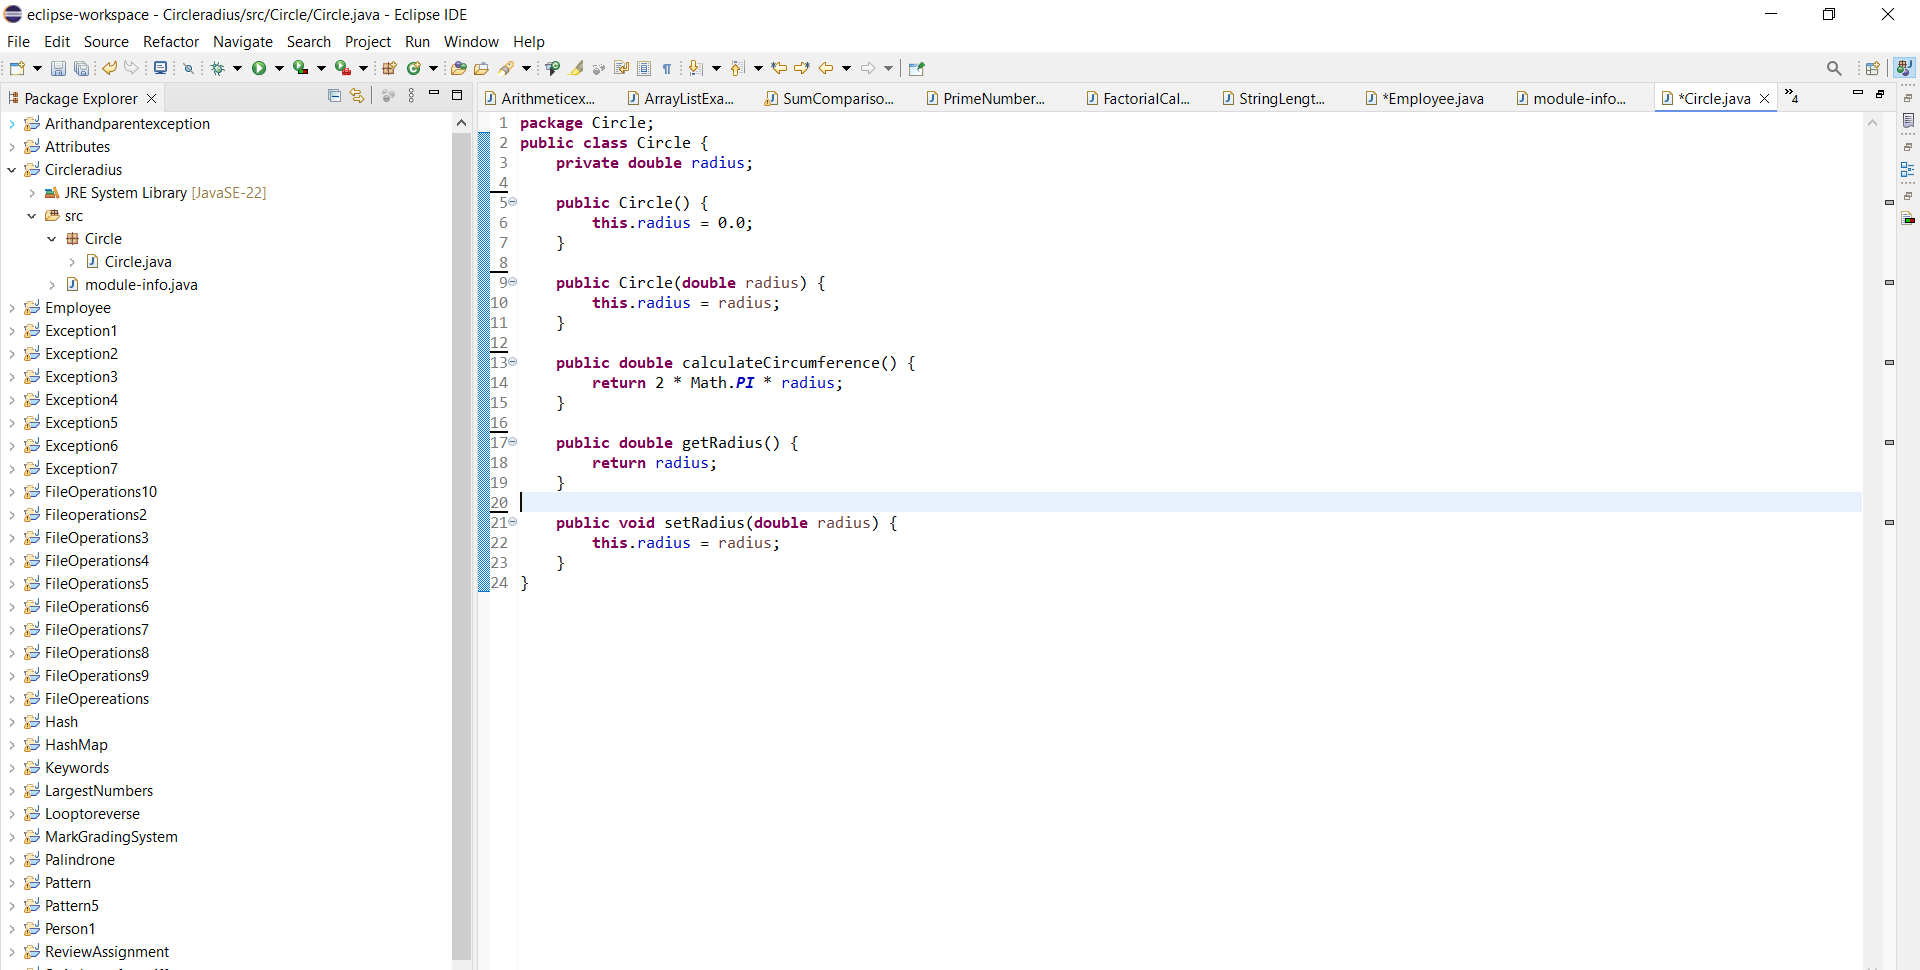 eclipse-workspace - Circleradius/src/Circle/Circle.java - Eclipse IDE
File Edit Source Refactor Navigate Search Project Run Window Help
Package Explorer
Arithmeticex... ArrayListExa... SumCompariso... PrimeNumber... FactorialCal... StringLengt... *Employee.java module-info... *Circle.java »4
Arithandparentexception
Attributes
Circleradius
JRE System Library [JavaSE-22]
src
Circle
Circle.java
module-info.java
Employee
Exception1
Exception2
Exception3
Exception4
Exception5
Exception6
Exception7
FileOperations10
Fileoperations2
FileOperations3
FileOperations4
FileOperations5
FileOperations6
FileOperations7
FileOperations8
FileOperations9
FileOpereations
Hash
HashMap
Keywords
LargestNumbers
Looptoreverse
MarkGradingSystem
Palindrone
Pattern
Pattern5
Person1
ReviewAssignment
1 package Circle;
2 public class Circle {
3     private double radius;
4
5     public Circle() {
6         this.radius = 0.0;
7     }
8
9     public Circle(double radius) {
10         this.radius = radius;
11     }
12
13     public double calculateCircumference() {
14         return 2 * Math.PI * radius;
15     }
16
17     public double getRadius() {
18         return radius;
19     }
20
21     public void setRadius(double radius) {
22         this.radius = radius;
23     }
24 }